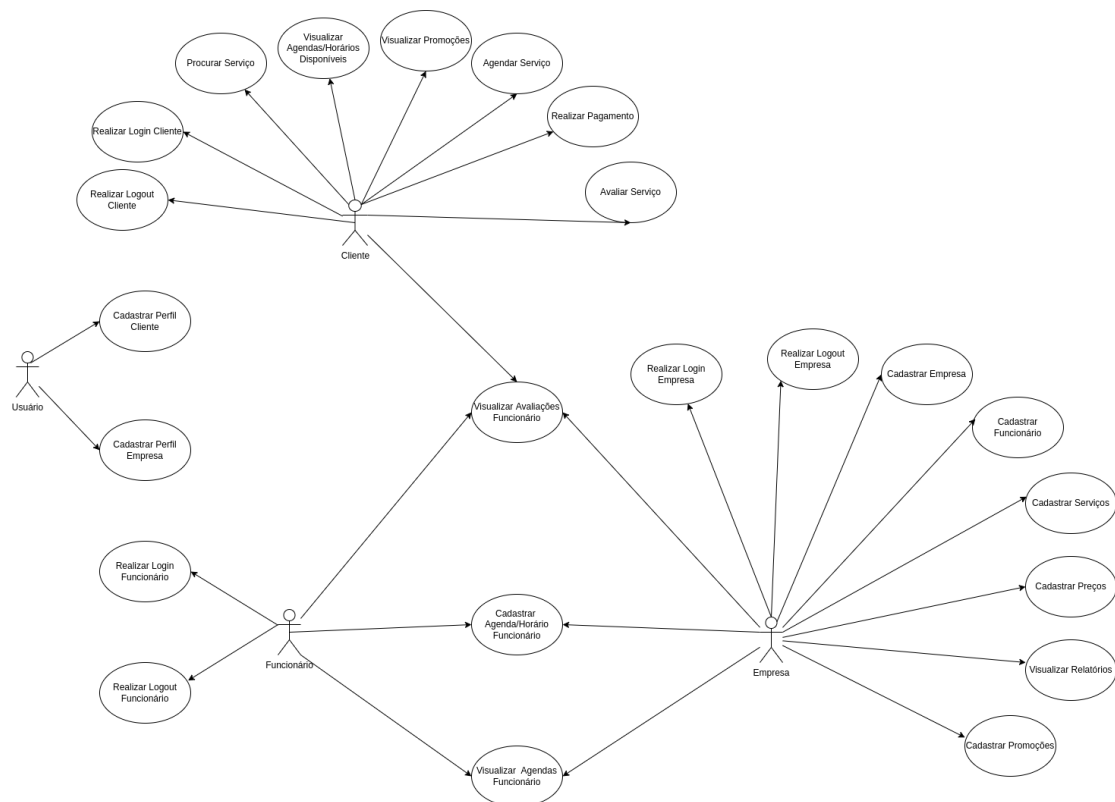 Visualizar
Agendas/Horários
Disponíveis
Visualizar Promoções
Procurar Serviço
Agendar Serviço
Realizar Pagamento
Realizar Login Cliente
Realizar Logout
Cliente
Avaliar Serviço
Cliente
Cadastrar Perfil
Cliente
Usuário
Cadastrar Perfil
Empresa
Realizar Login
Empresa
Realizar Logout
Empresa
Cadastrar Empresa
Visualizar Avaliações
Funcionário
Cadastrar
Funcionário
Cadastrar Serviços
Realizar Login
Funcionário
Cadastrar Preços
Cadastrar
Agenda/Horário
Funcionário
Funcionário
Empresa
Visualizar Relatórios
Realizar Logout
Funcionário
Cadastrar Promoções
Visualizar Agendas
Funcionário